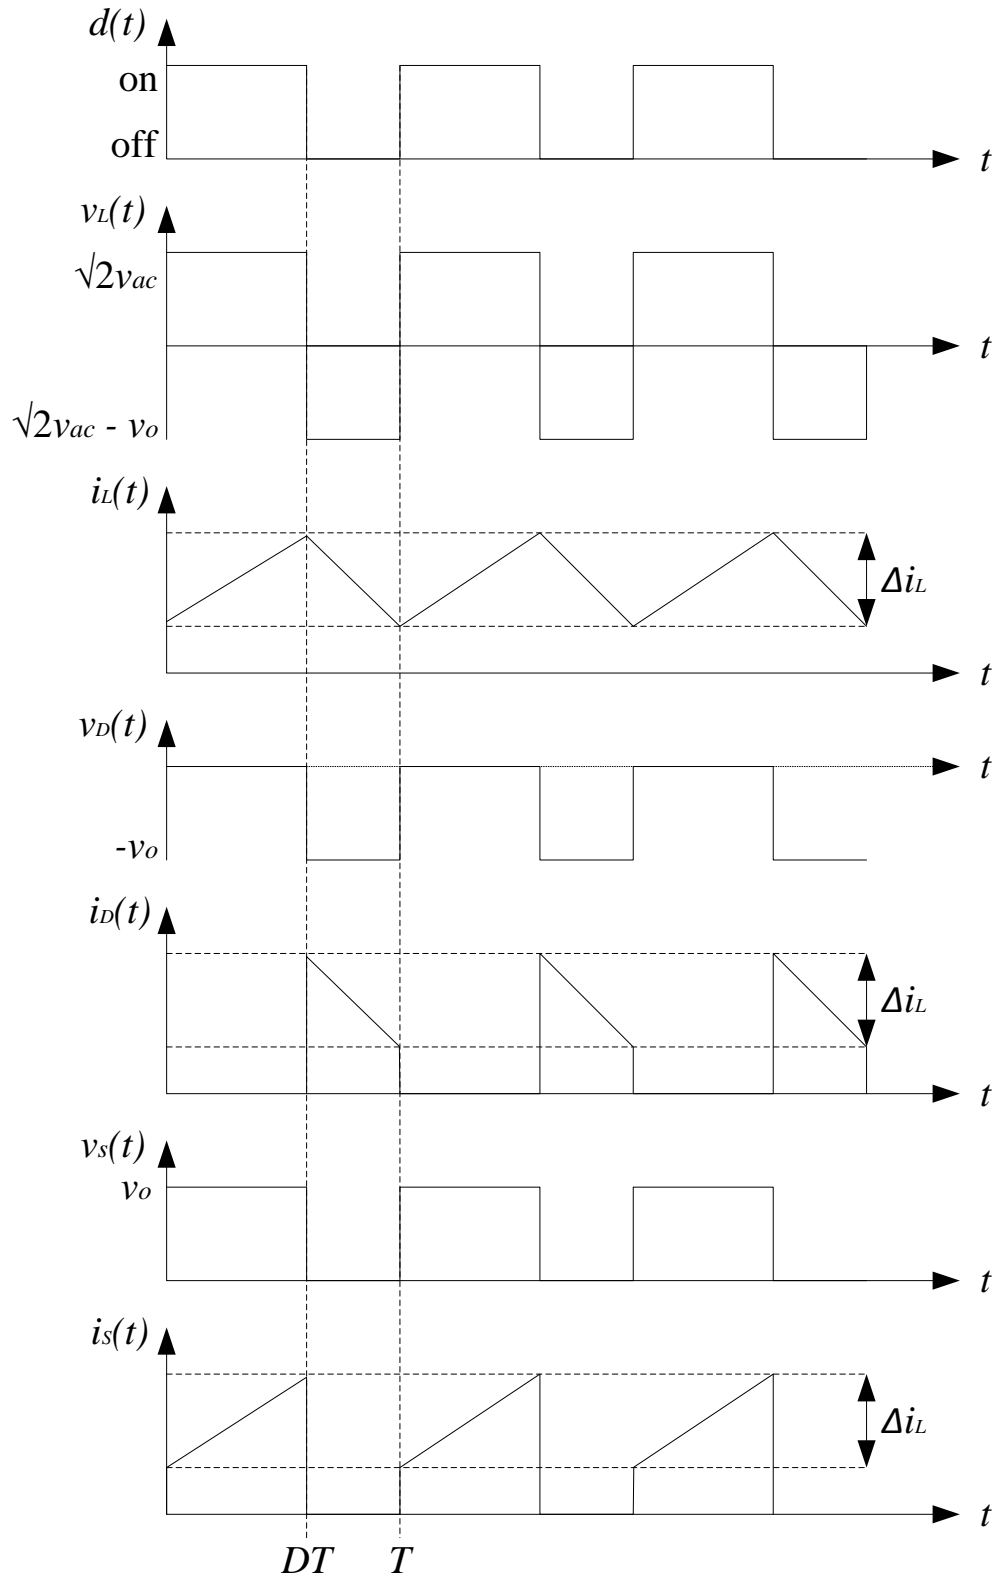 d(t)
on
off
t
vL(t)
√2vac
t
√2vac - vo
iL(t)
ΔiL
t
vD(t)
t
-vo
iD(t)
ΔiL
t
vS(t)
vo
t
iS(t)
ΔiL
t
DT T